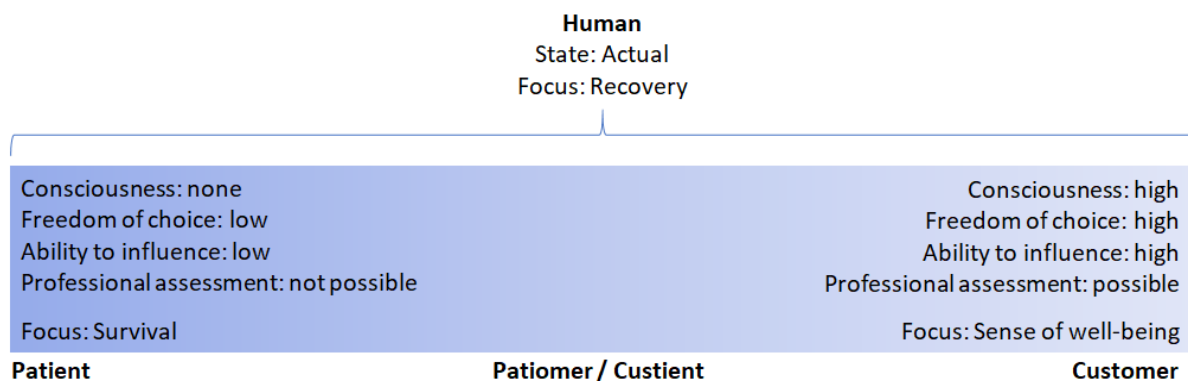 Human
State: Actual
Focus: Recovery
Consciousness: none
Freedom of choice: low
Ability to influence: low
Professional assessment: not possible
Focus: Survival
Consciousness: high
Freedom of choice: high
Ability to influence: high
Professional assessment: possible
Focus: Sense of well-being
Patient
Patiomer / Custient
Customer